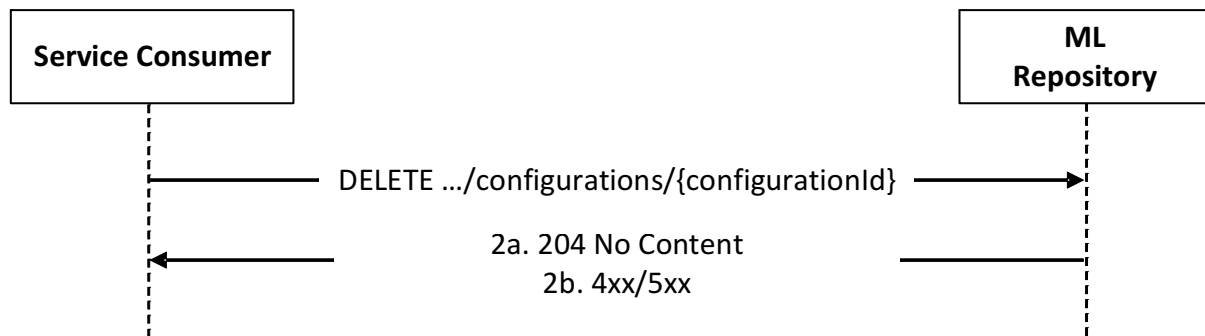 Service Consumer
ML
Repository
DELETE .../configurations/{configurationId}
2a. 204 No Content
2b. 4xx/5xx